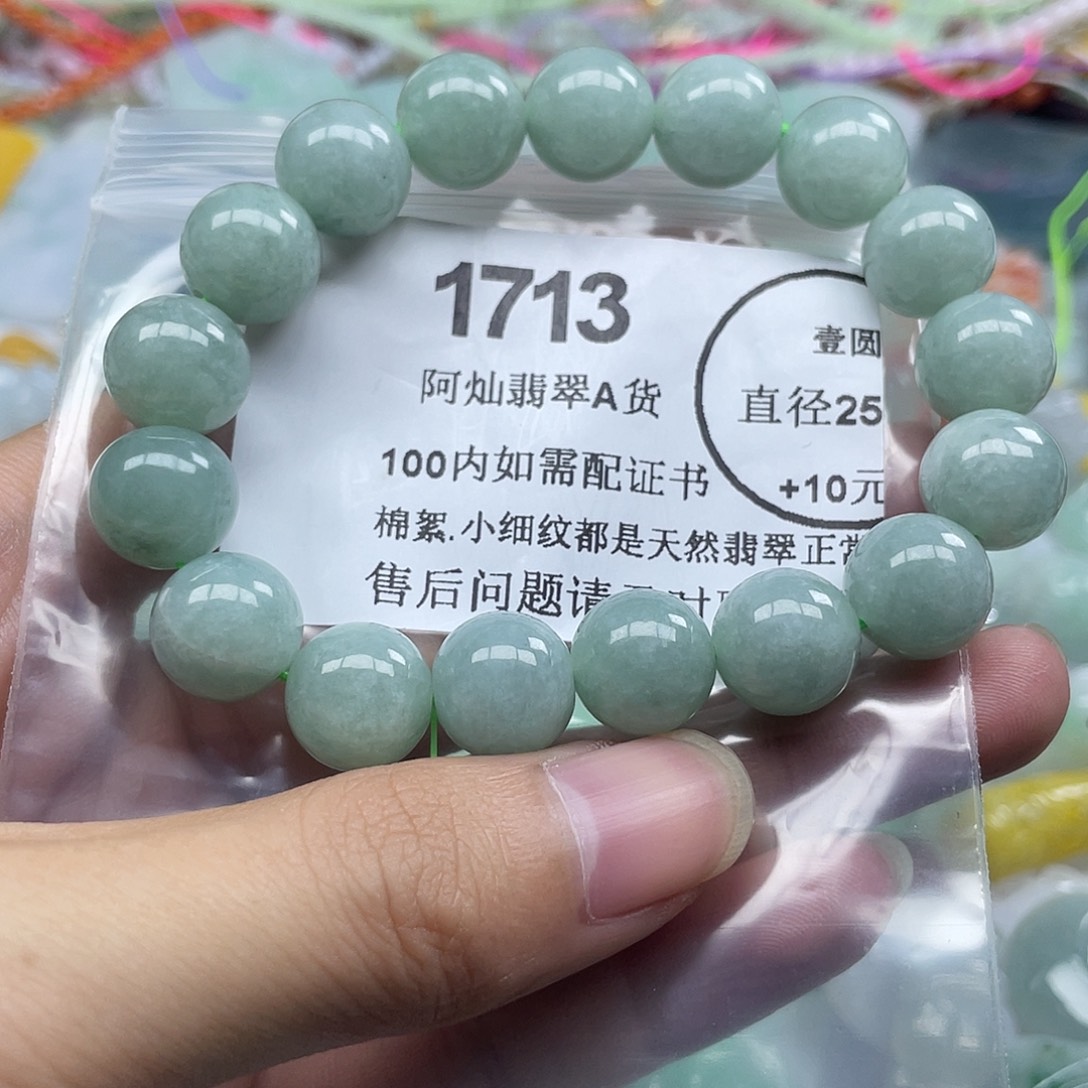 1713
阿灿翡翠A货
100内如需配证书
棉絮.小细纹都是天然翡翠正常
售后问题请
壹圆
直径25
+10元